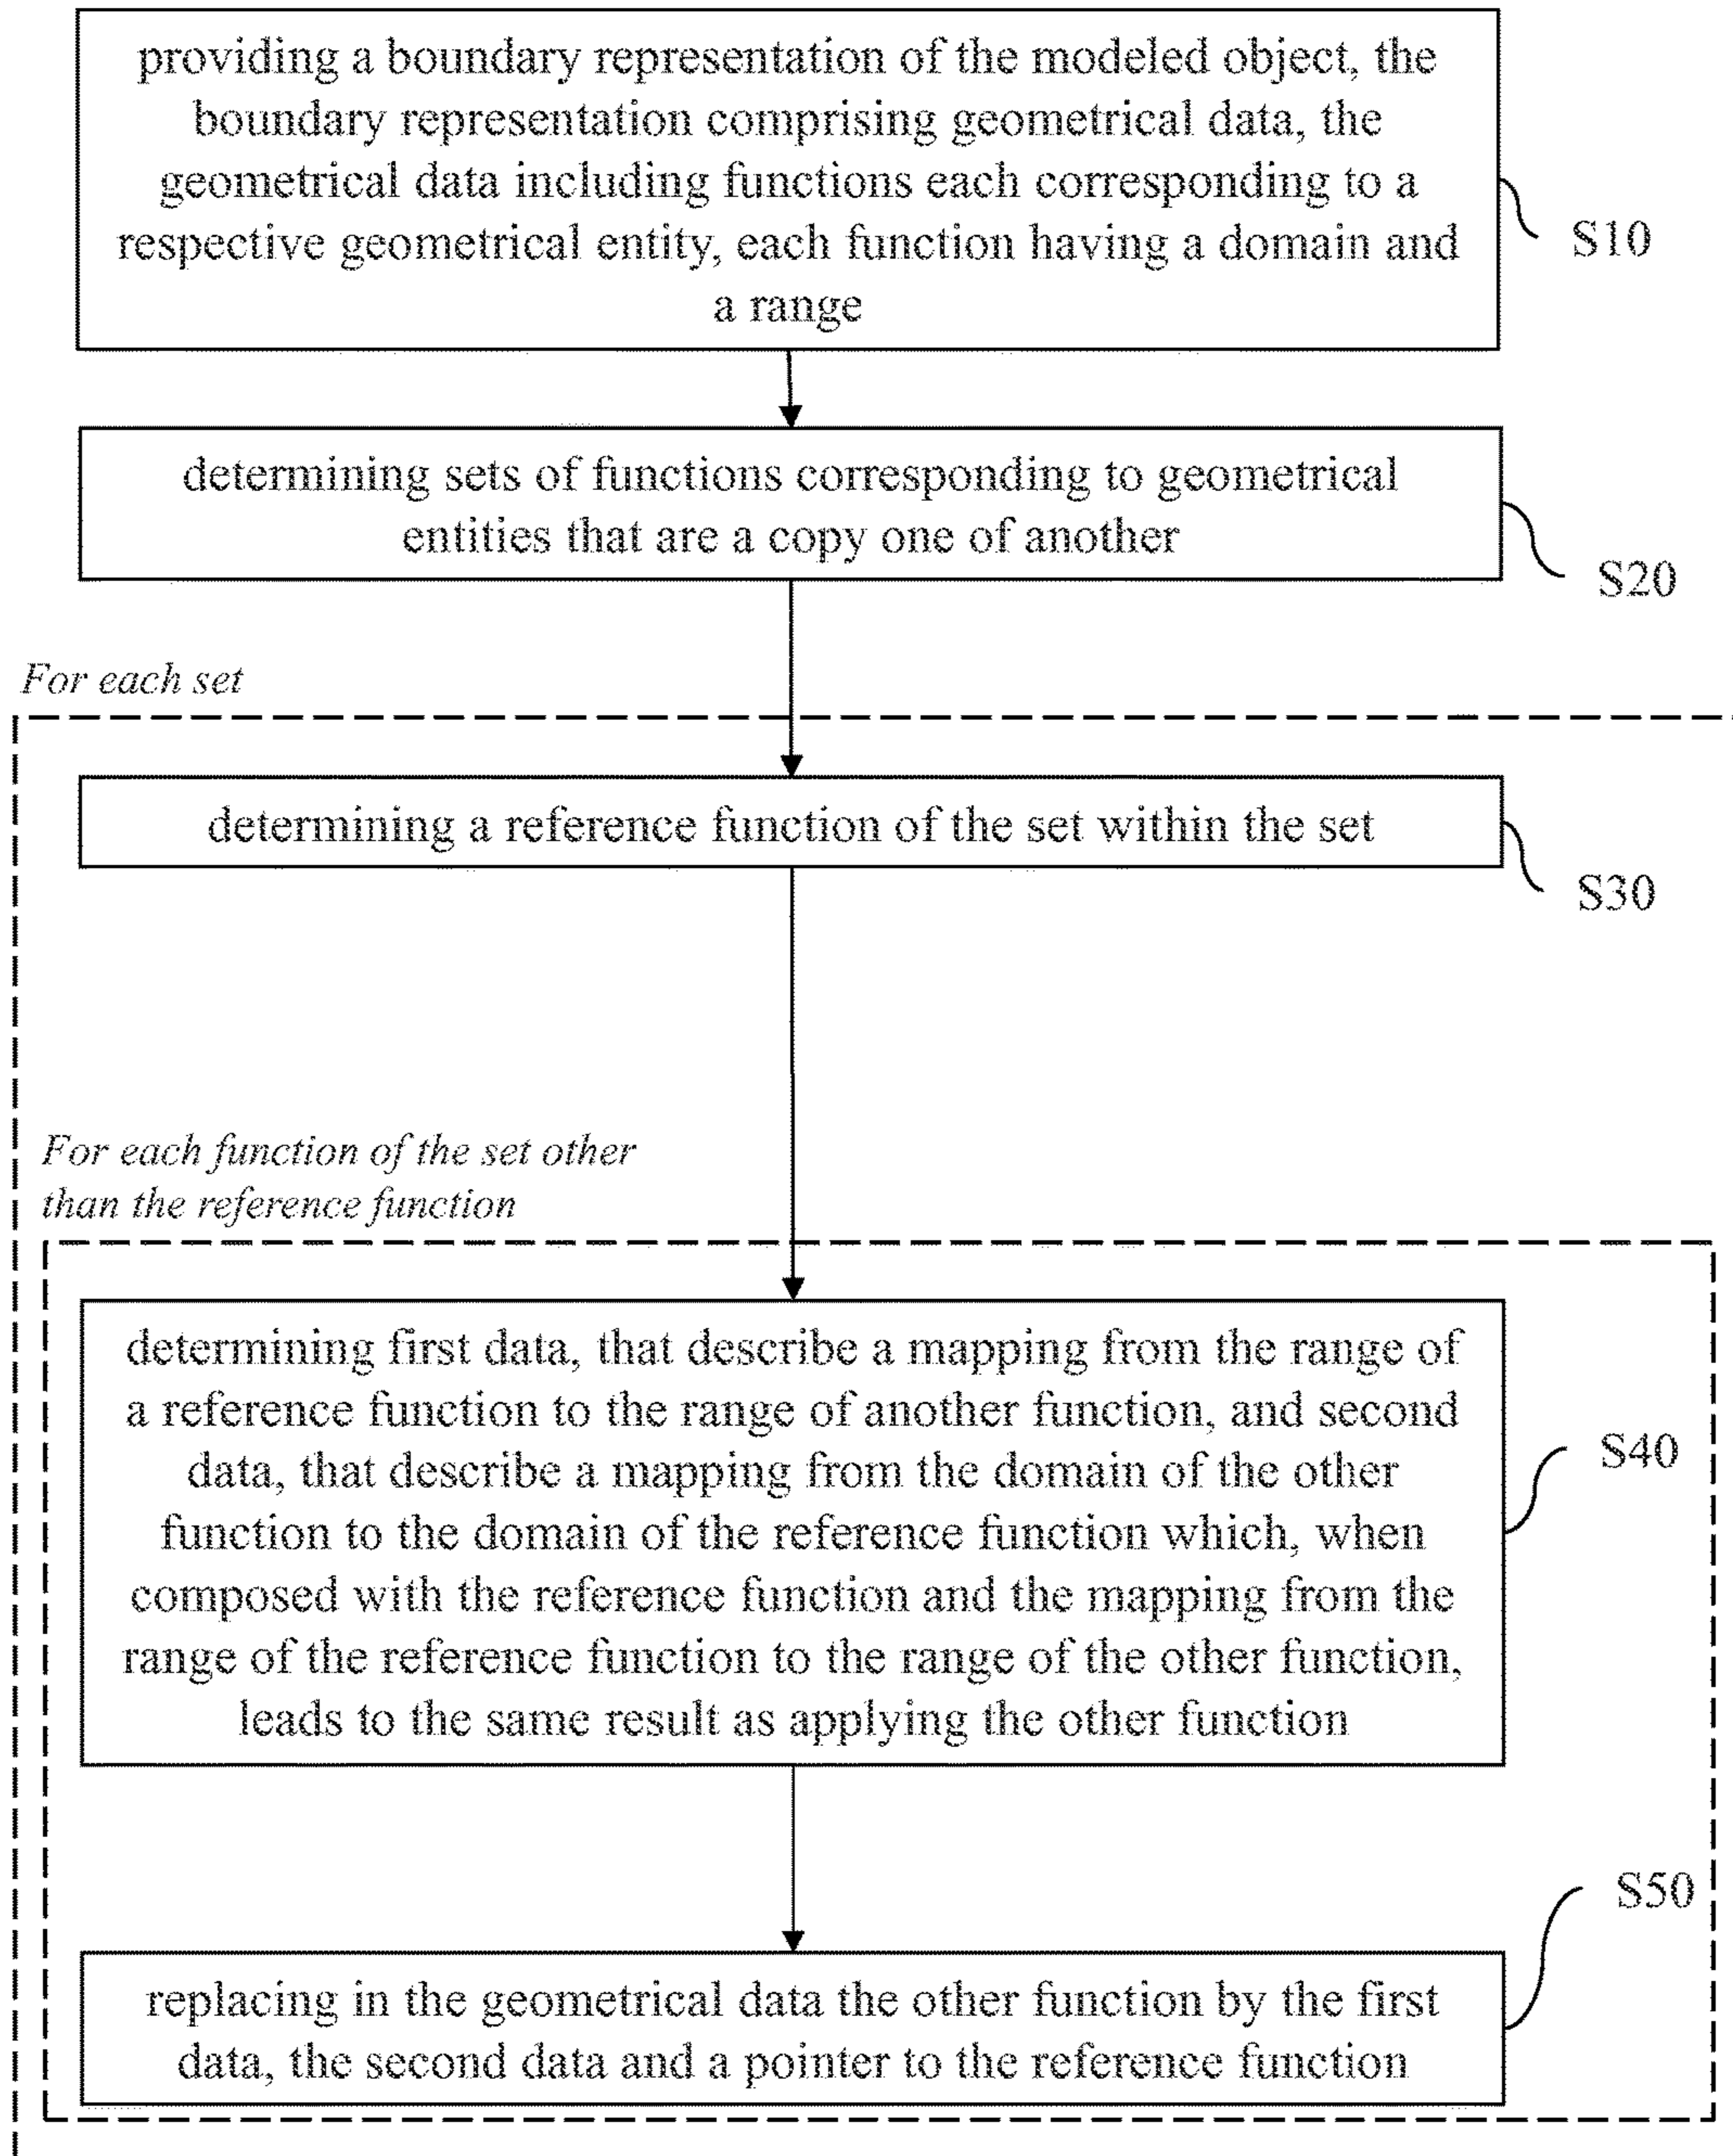 providing a boundary representation of the modeled object, the
boundary representation comprising geometrical data, the
geometrical data including functions each corresponding to a
respective geometrical entity, each function having a domain and
a range
S10
determining sets of functions corresponding to geometrical
entities that are a copy one of another
S20
For each set
determining a reference function of the set within the set
S30
For each function of the set other
than the reference function
determining first data, that describe a mapping from the range of
a reference function to the range of another function, and second
data, that describe a mapping from the domain of the other
function to the domain of the reference function which, when
composed with the reference function and the mapping from the
range of the reference function to the range of the other function,
leads to the same result as applying the other function
S40
S50
replacing in the geometrical data the other function by the first
data, the second data and a pointer to the reference function